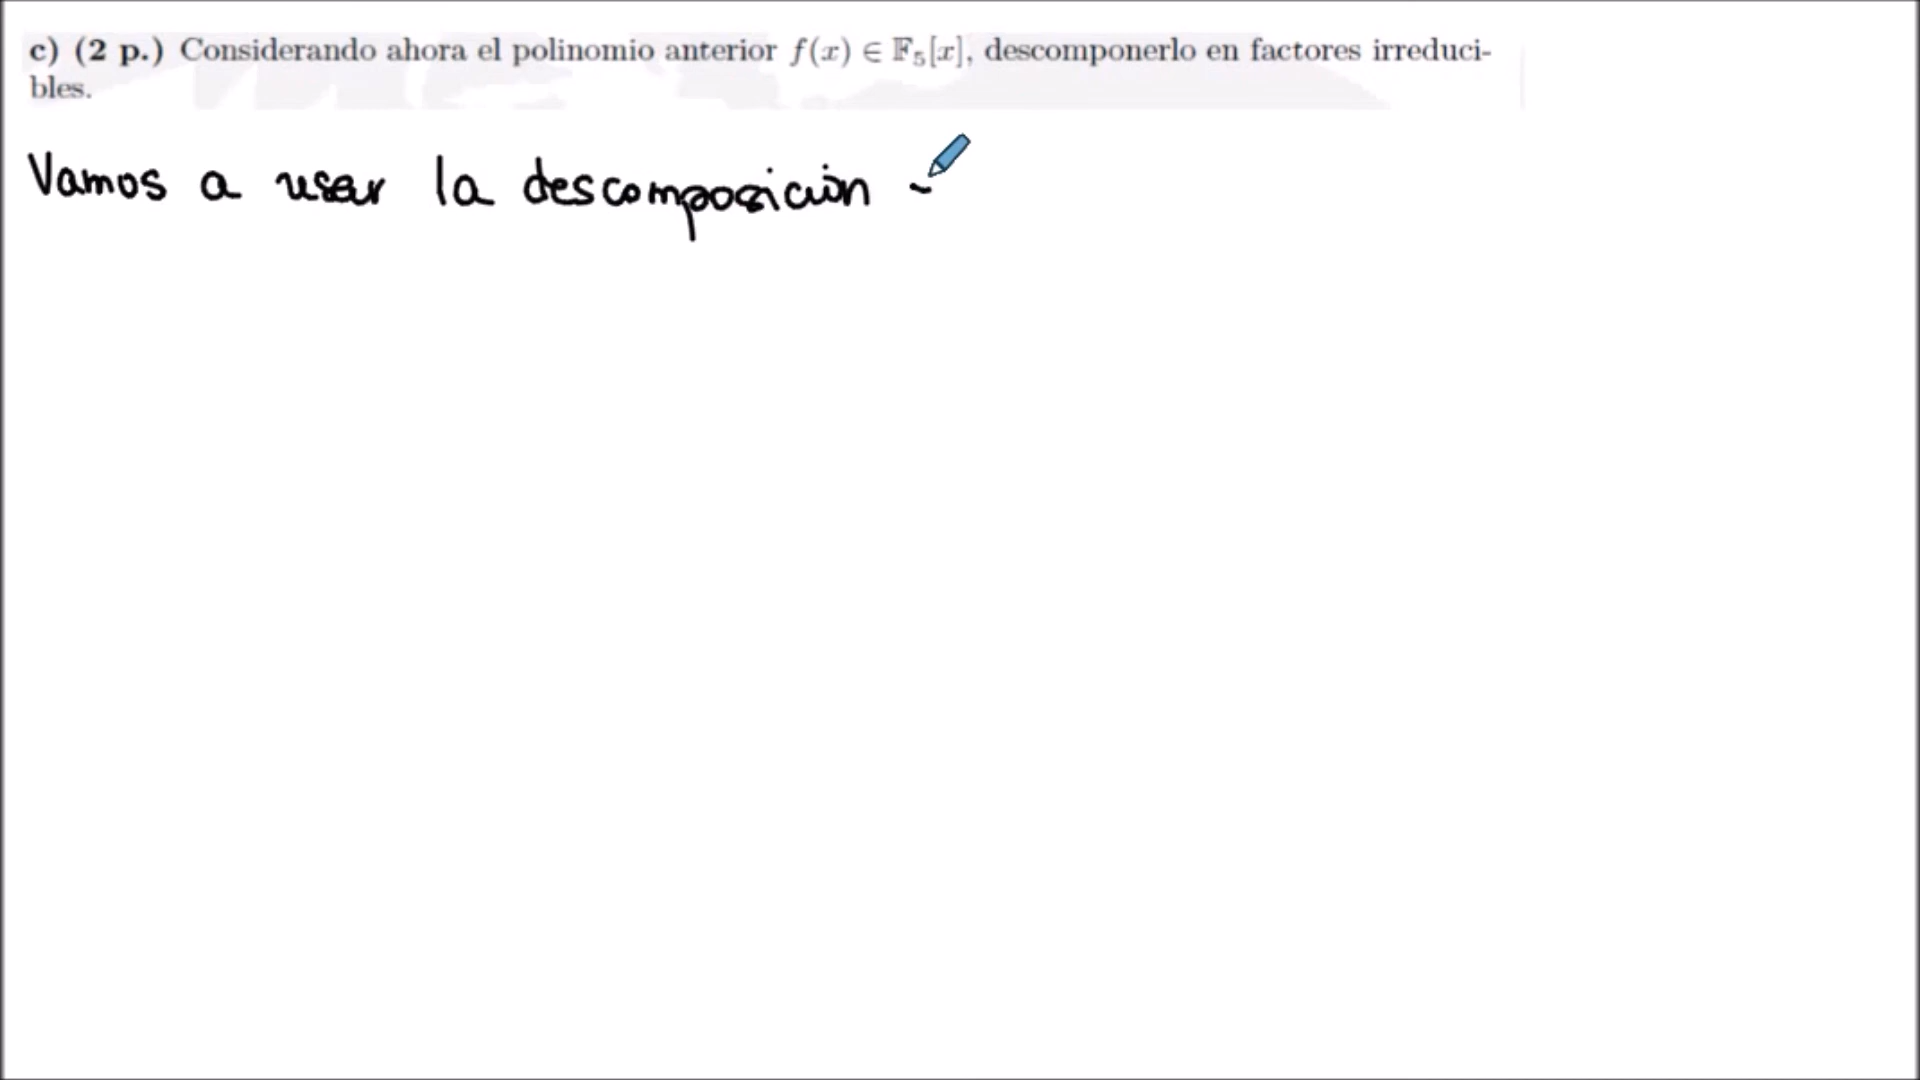 c) (2 p.) Considerando ahora el polinomio anterior f(x) ∈ 𝔽₅[x], descomponerlo en factores irreduci-
bles.
Vamos a usar la descomposición